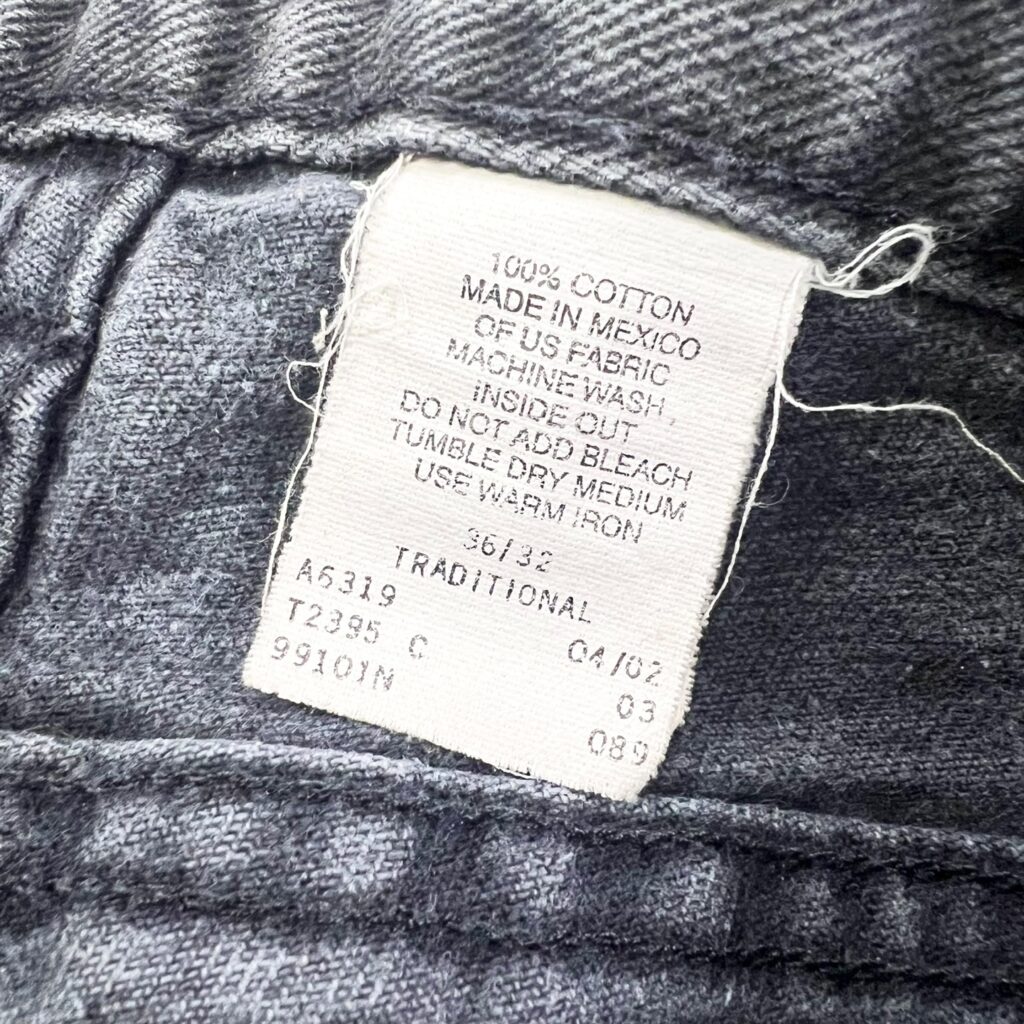 100% COTTON
MADE IN MEXICO
OF US FABRIC
MACHINE WASH,
INSIDE OUT
DO NOT ADD BLEACH
TUMBLE DRY MEDIUM
USE WARM IRON
36/32
TRADITIONAL
A6319
T2395 C 04/02
99101N 03
089